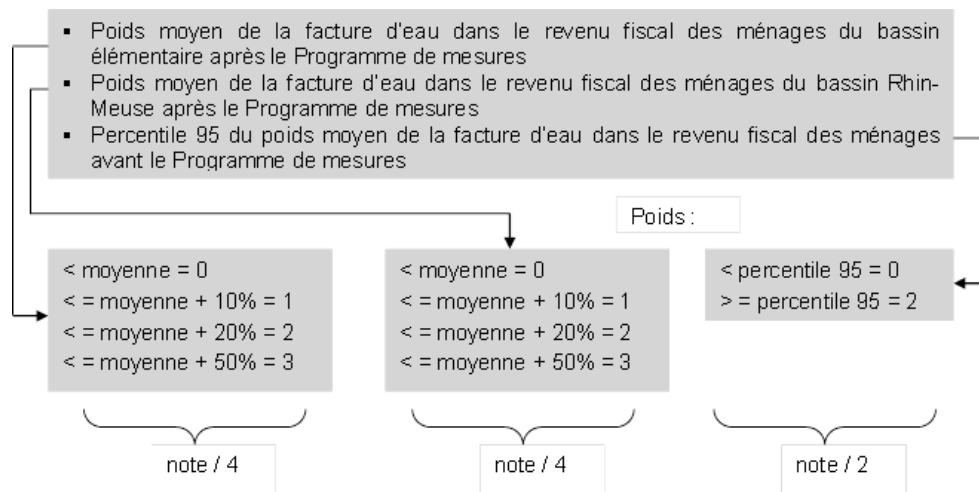 ▪ Poids moyen de la facture d'eau dans le revenu fiscal des ménages du bassin
élémentaire après le Programme de mesures
▪ Poids moyen de la facture d'eau dans le revenu fiscal des ménages du bassin Rhin-
Meuse après le Programme de mesures
▪ Percentile 95 du poids moyen de la facture d'eau dans le revenu fiscal des ménages
avant le Programme de mesures
Poids :
< moyenne = 0
< = moyenne + 10% = 1
< = moyenne + 20% = 2
< = moyenne + 50% = 3
< moyenne = 0
< = moyenne + 10% = 1
< = moyenne + 20% = 2
< = moyenne + 50% = 3
< percentile 95 = 0
> = percentile 95 = 2
note / 4
note / 4
note / 2